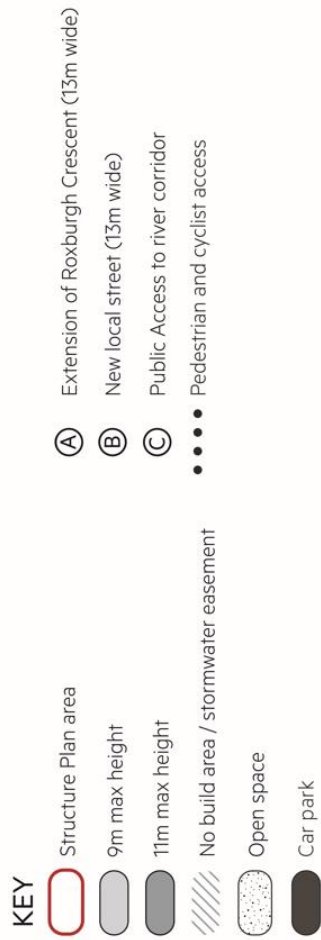 KEY
Structure Plan area
9m max height
11m max height
No build area / stormwater easement
Open space
Car park
A Extension of Roxburgh Crescent (13m wide)
B New local street (13m wide)
C Public Access to river corridor
Pedestrian and cyclist access